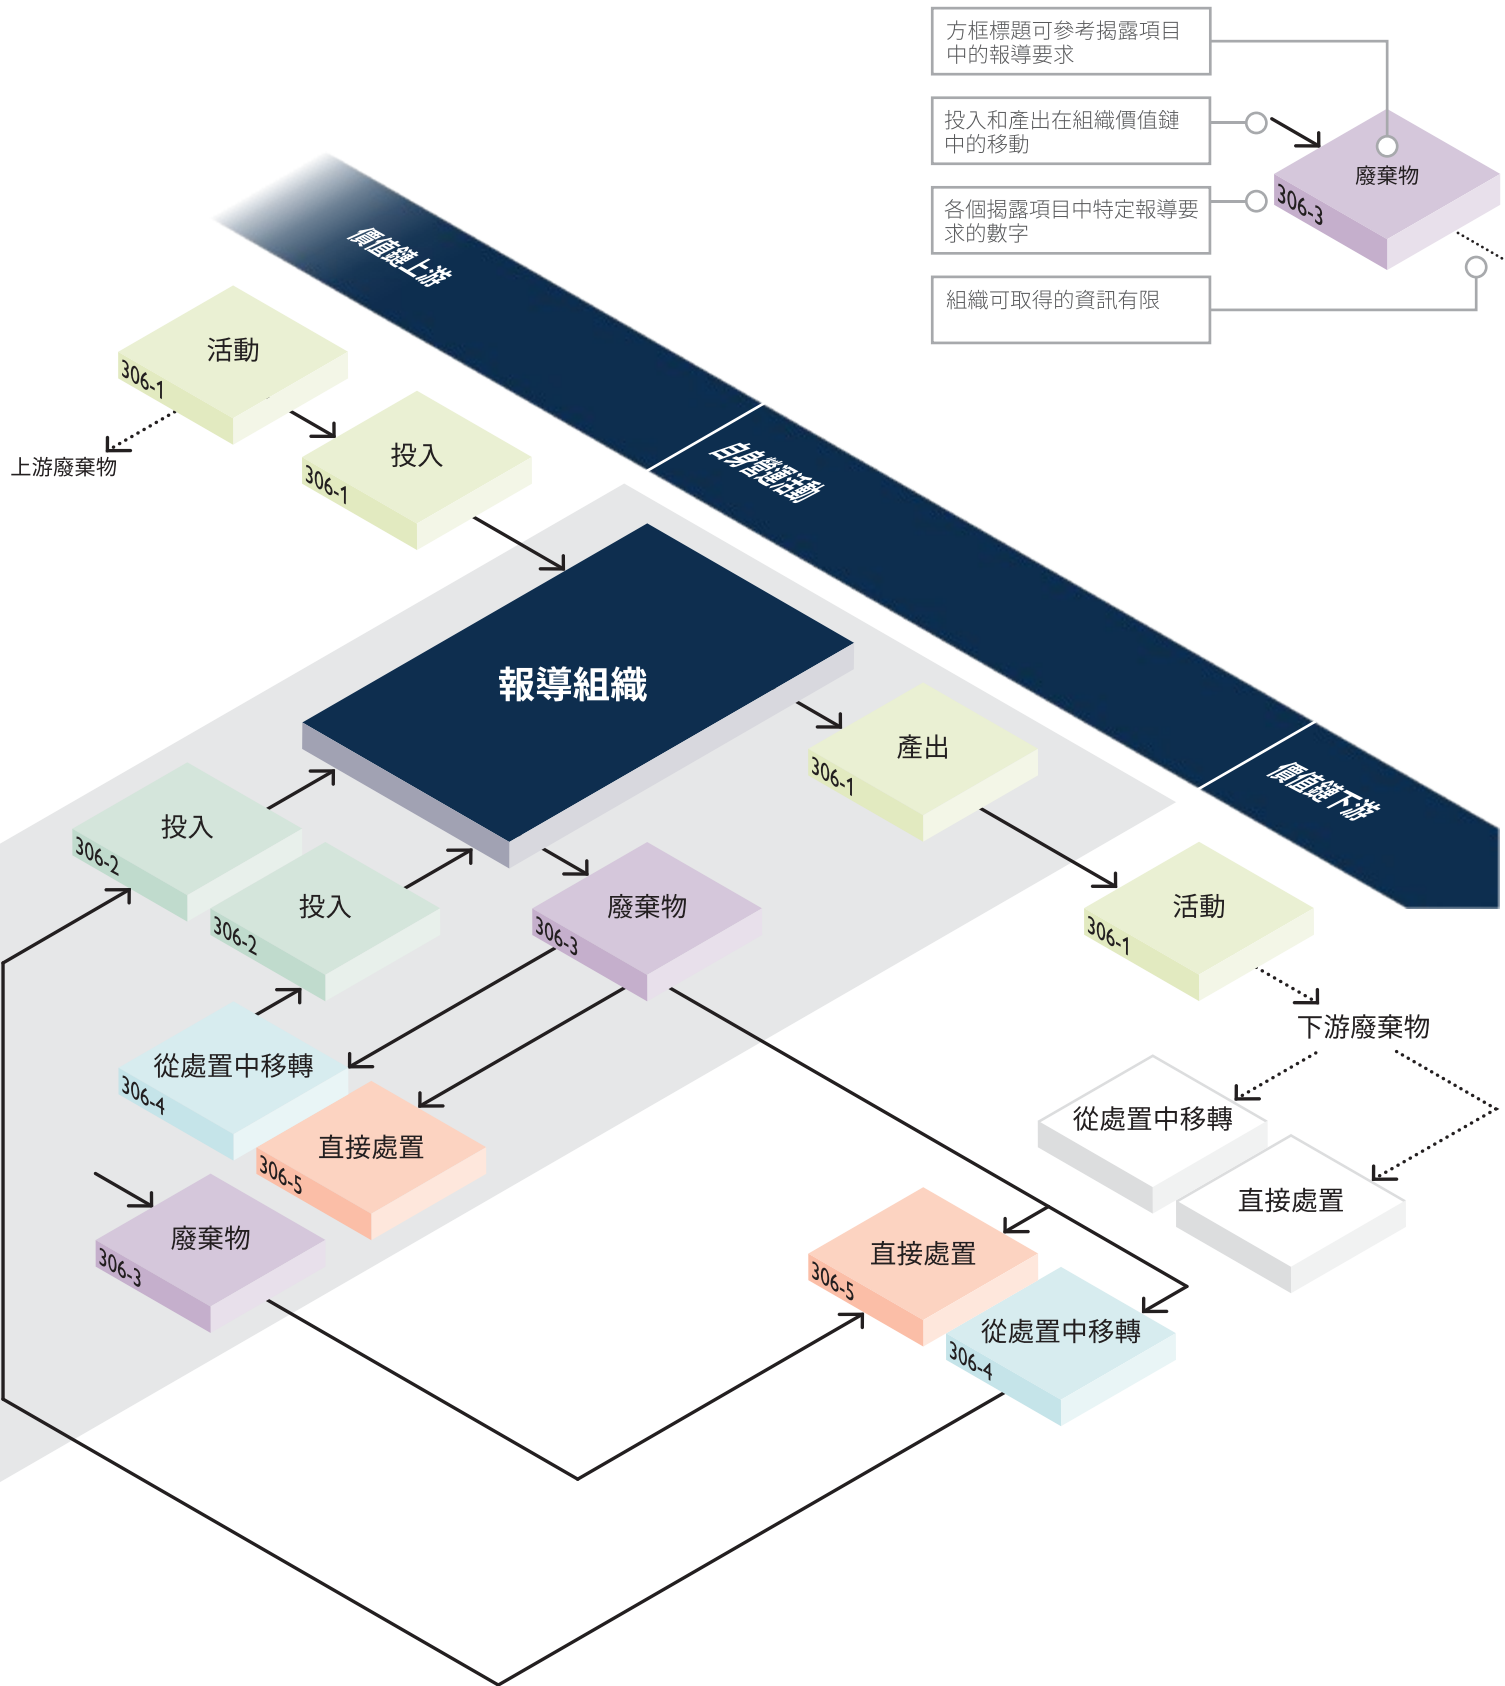 方框標題可參考揭露項目
中的報導要求
投入和產出在組織價值鏈
中的移動
各個揭露項目中特定報導要
求的數字
組織可取得的資訊有限
廢棄物
306-3
價值鏈上游
自身營運活動
價值鏈下游
活動
306-1
上游廢棄物
投入
306-1
報導組織
產出
306-1
投入
306-2
投入
306-2
廢棄物
306-3
活動
306-1
下游廢棄物
從處置中移轉
306-4
直接處置
306-5
從處置中移轉
直接處置
廢棄物
306-3
直接處置
306-5
從處置中移轉
306-4